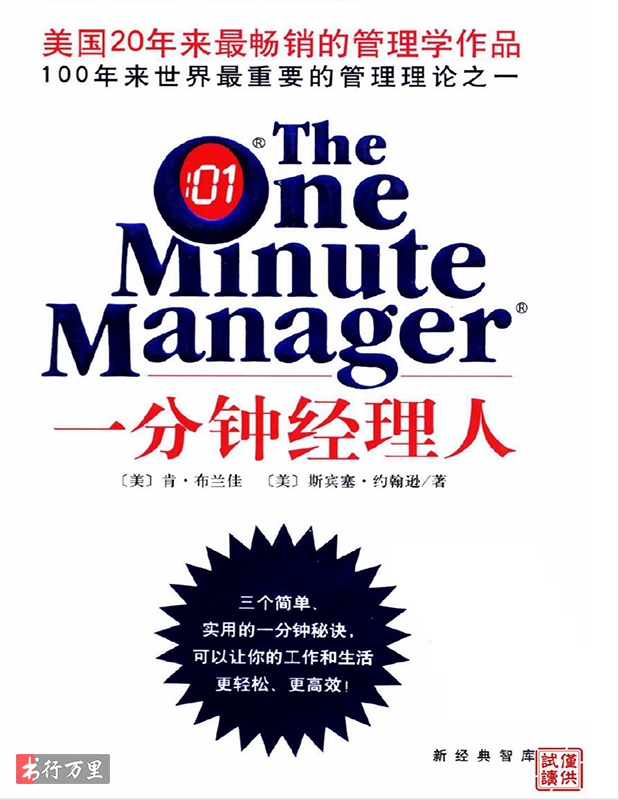 美国20年来最畅销的管理学作品
100年来世界最重要的管理理论之一
The®
:01
One
Minute
Manager®
一分钟经理人
〔美〕肯·布兰佳 〔美〕斯宾塞·约翰逊/著
三个简单、
实用的一分钟秘诀,
可以让你的工作和生活
更轻松、更高效!
新经典智库
僅供
試讀
书行万里